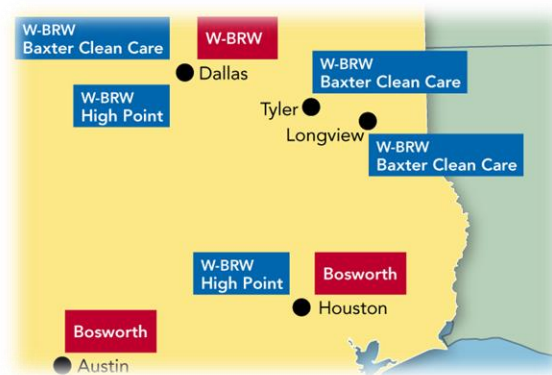 W-BRW
Baxter Clean Care
W-BRW
Dallas
W-BRW
High Point
W-BRW
Baxter Clean Care
Tyler
Longview
W-BRW
Baxter Clean Care
W-BRW
High Point
Bosworth
Houston
Bosworth
Austin